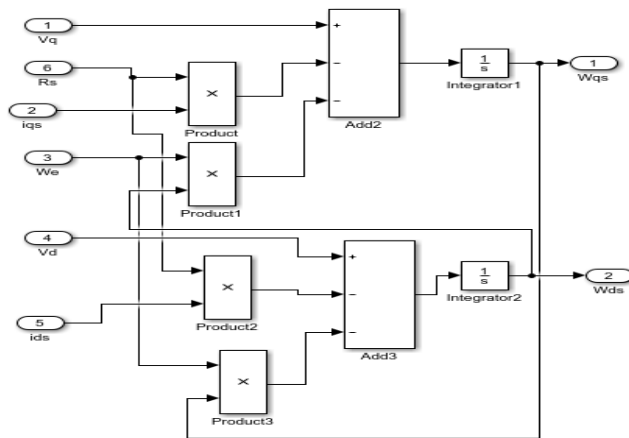 1
Vq
6
Rs
2
iqs
3
We
4
Vd
5
ids
×
Product
×
Product1
×
Product2
×
Product3
+
−
−
Add2
+
−
−
Add3
1
s
Integrator1
1
s
Integrator2
1
Wqs
2
Wds